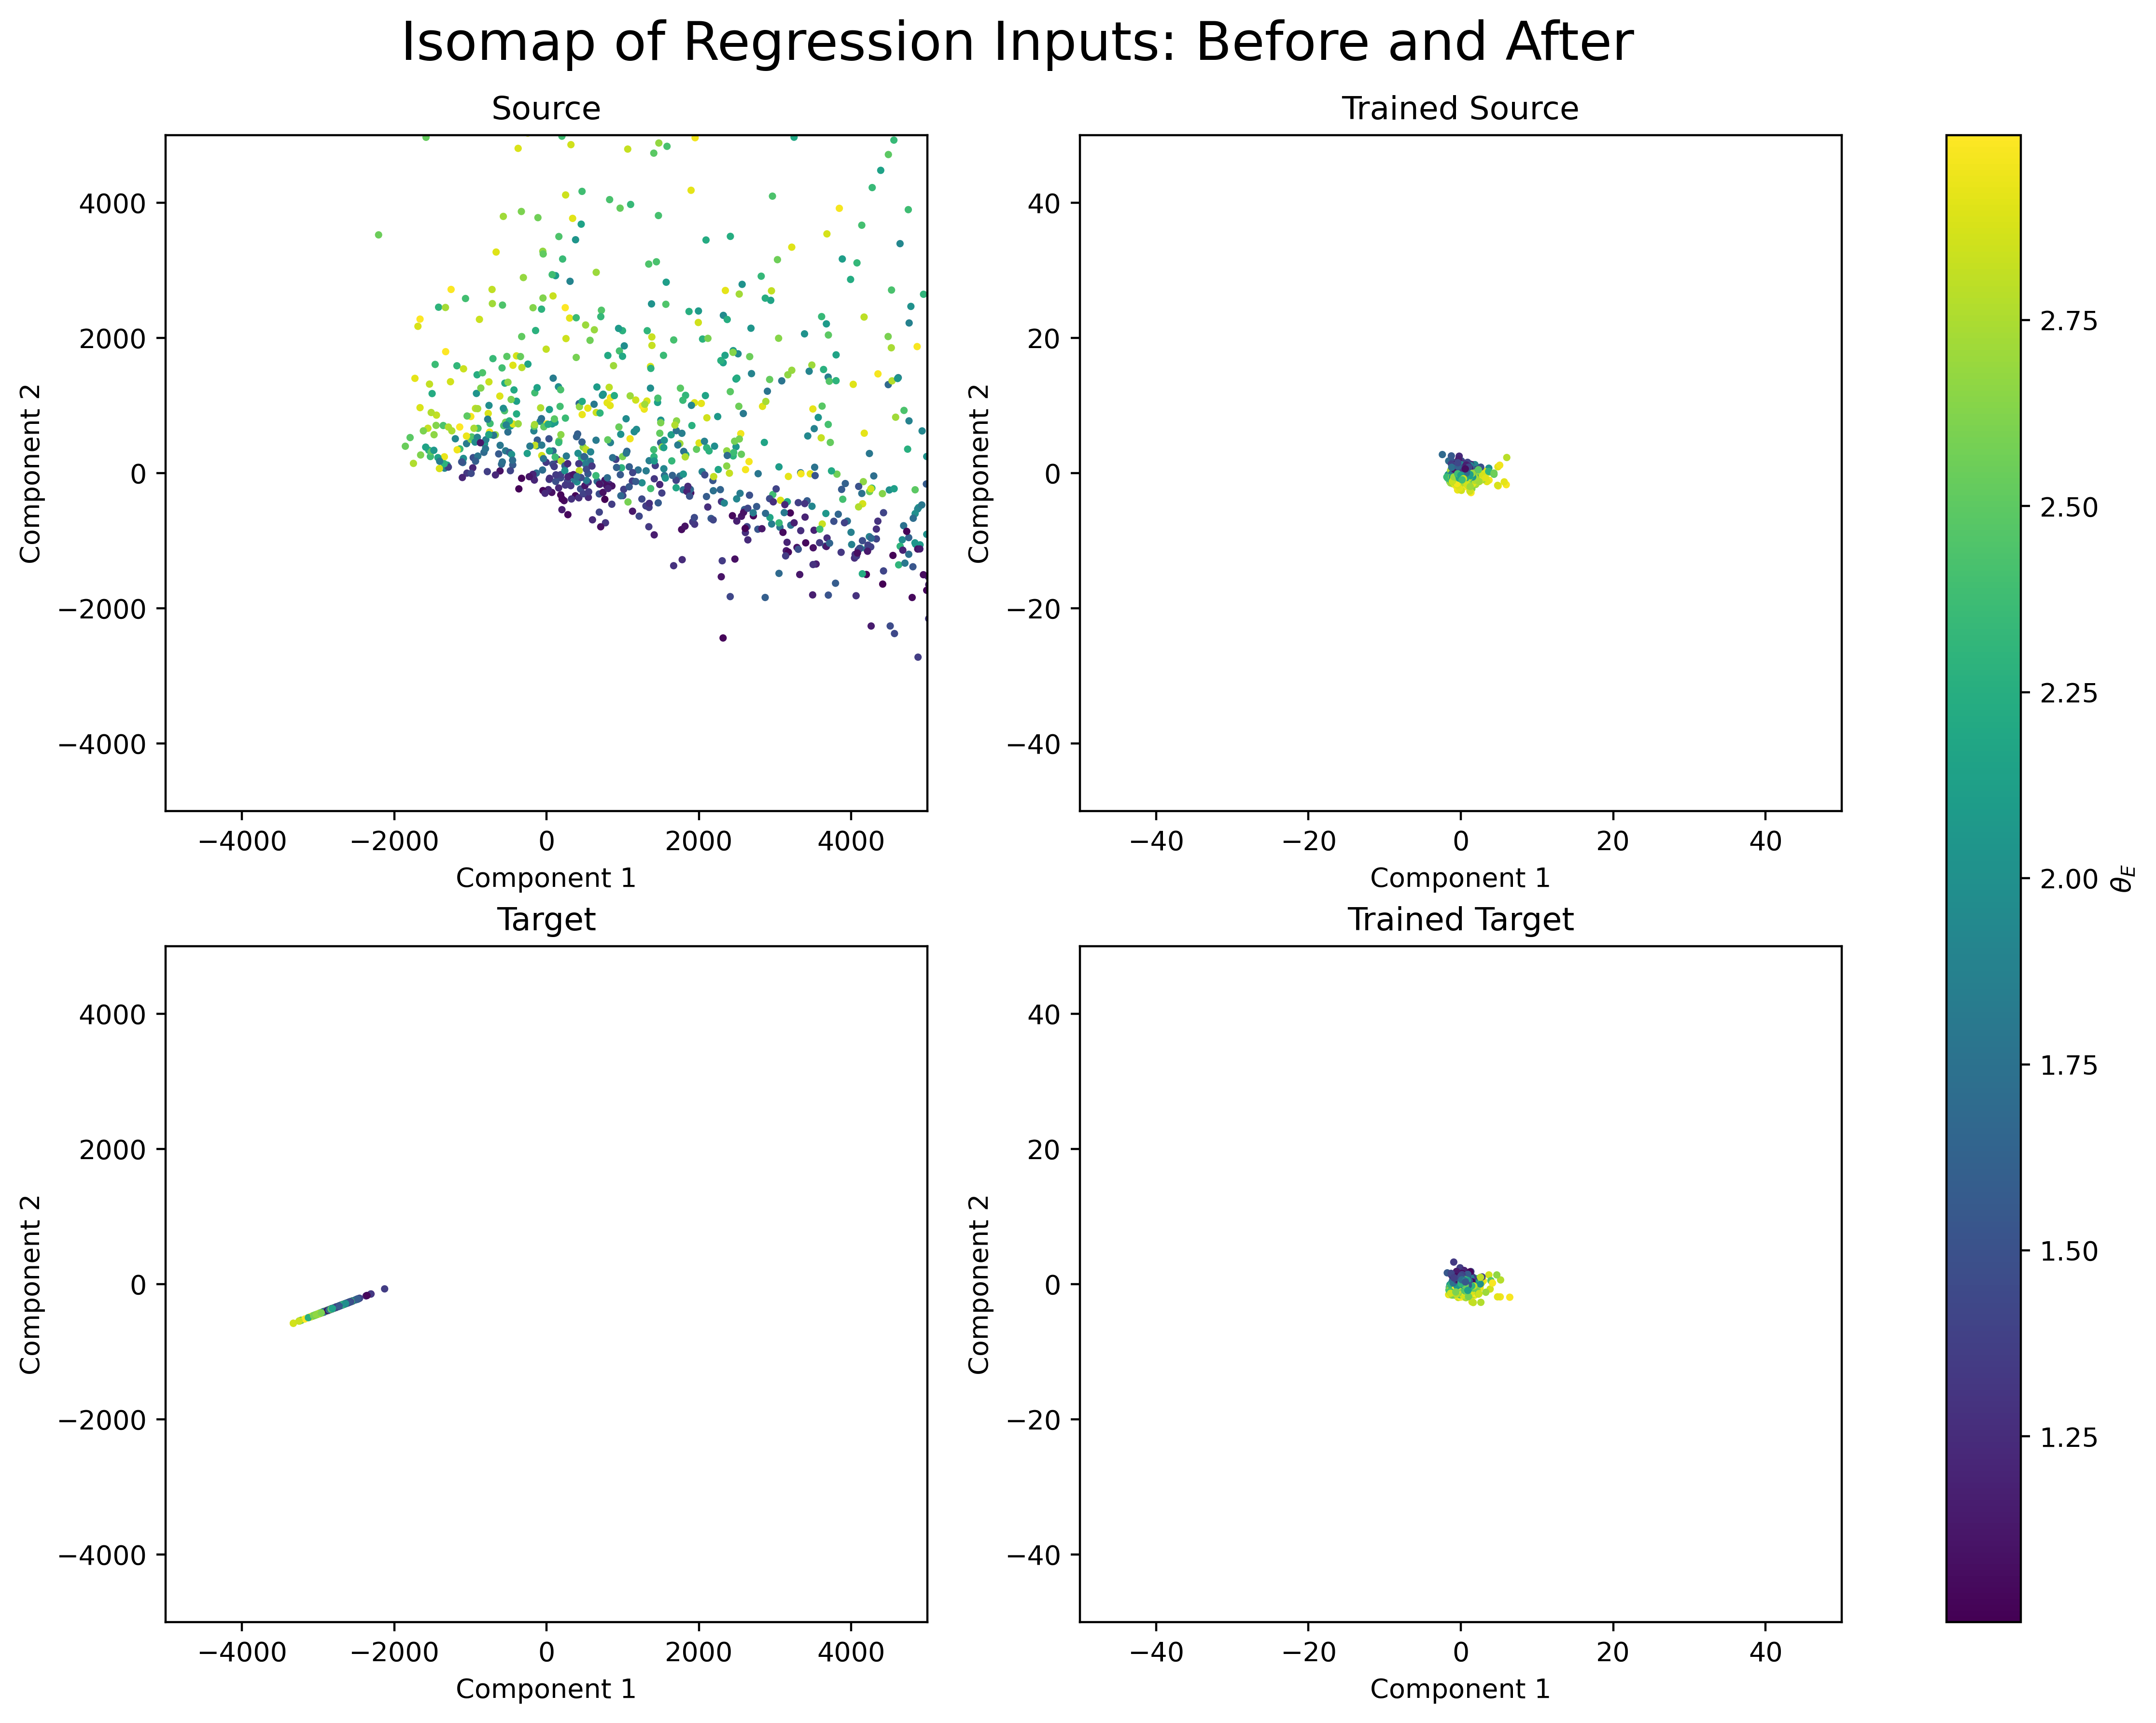 Isomap of Regression Inputs: Before and After
Source
Trained Source
4000
2000
0
−2000
−4000
Component 2
−4000 −2000 0 2000 4000
Component 1
40
20
0
−20
−40
Component 2
−40 −20 0 20 40
Component 1
Target
Trained Target
4000
2000
0
−2000
−4000
Component 2
−4000 −2000 0 2000 4000
Component 1
40
20
0
−20
−40
Component 2
−40 −20 0 20 40
Component 1
2.75
2.50
2.25
2.00
1.75
1.50
1.25
θ_E